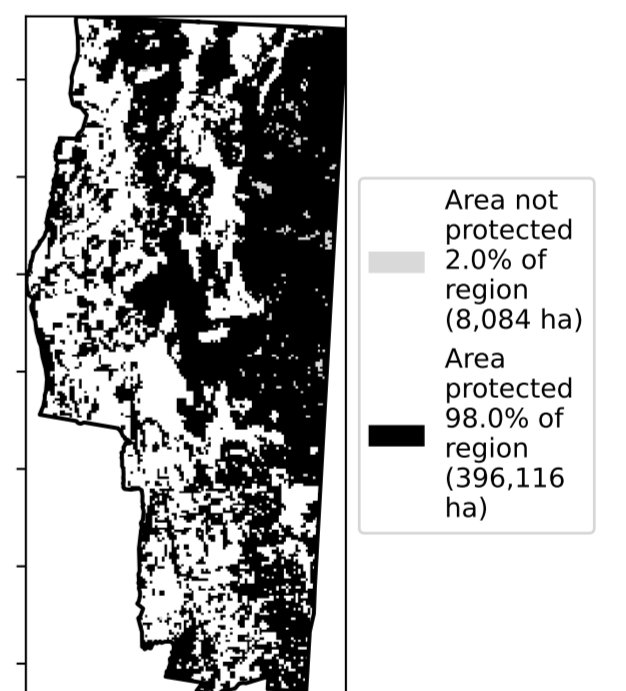 Area not
protected
2.0% of
region
(8,084 ha)
Area
protected
98.0% of
region
(396,116
ha)